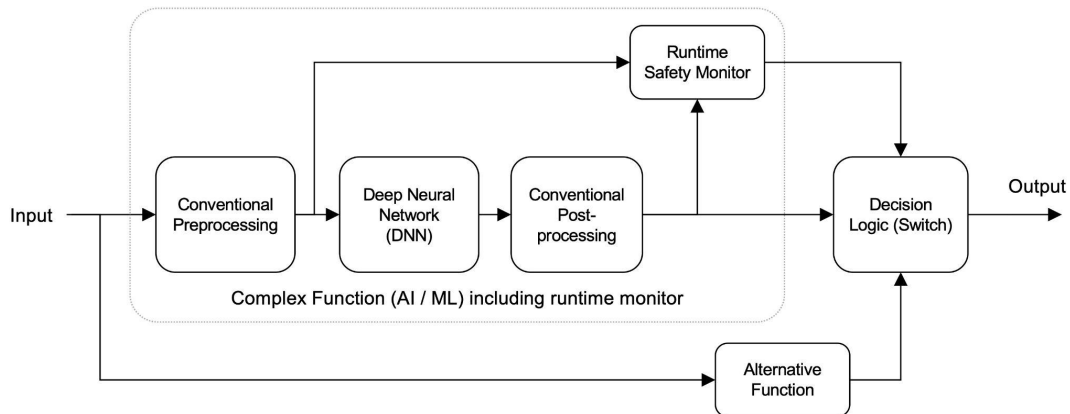 Runtime
Safety Monitor
Input
Conventional
Preprocessing
Deep Neural
Network
(DNN)
Conventional
Post-
processing
Decision
Logic (Switch)
Output
Complex Function (AI / ML) including runtime monitor
Alternative
Function